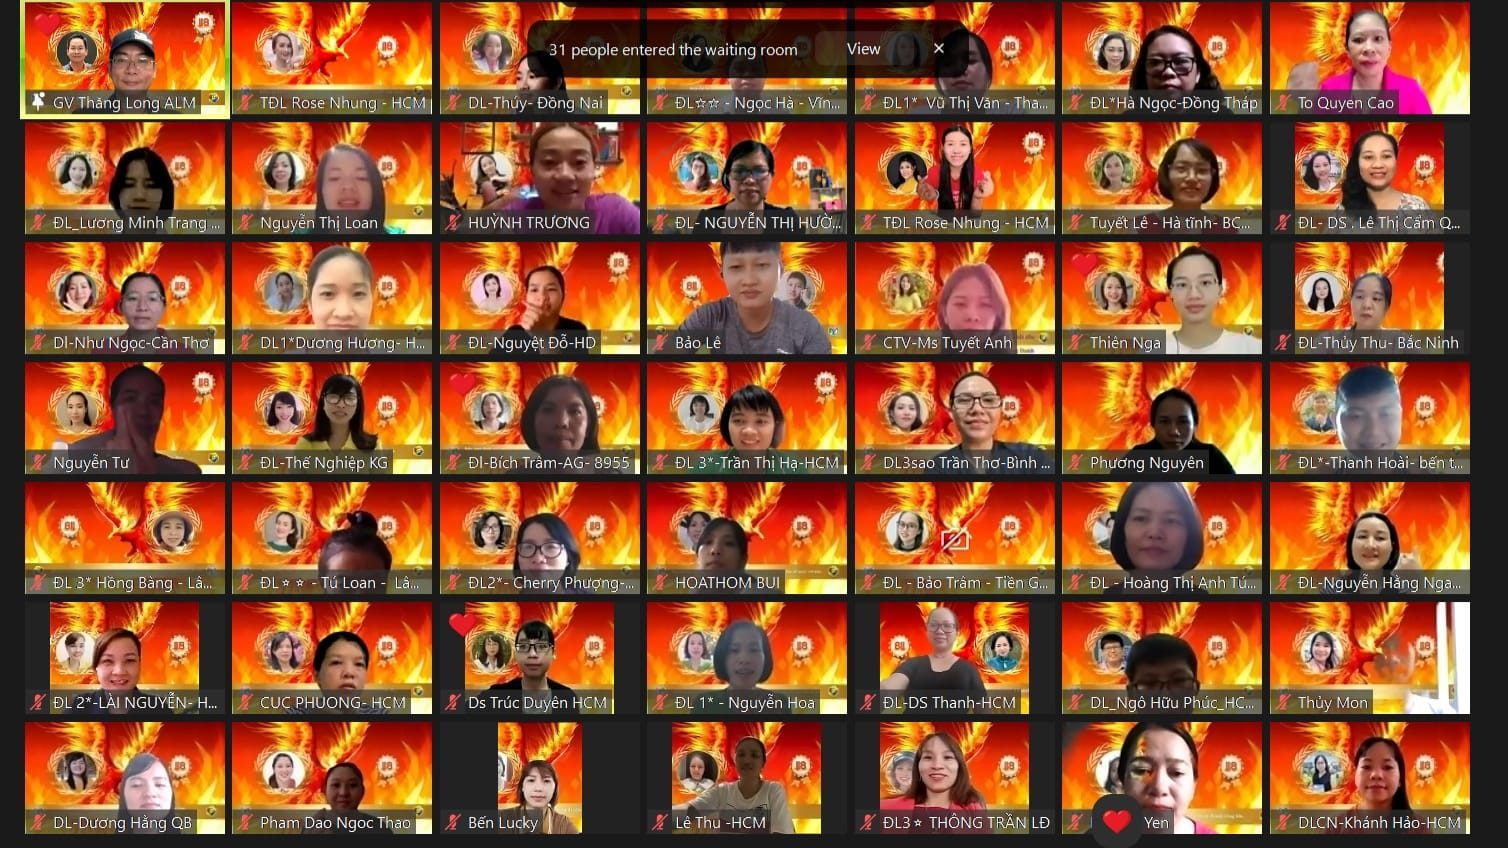 31 people entered the waiting room View
GV Thăng Long ALM
TĐL Rose Nhung - HCM
DL-Thúy- Đồng Nai
ĐL☆☆ - Ngọc Hà - Vĩn...
ĐL1* Vũ Thị Vân - Tha...
ĐL*Hà Ngọc-Đồng Tháp
To Quyen Cao
ĐL_Lương Minh Trang ...
Nguyễn Thị Loan
HUỲNH TRƯƠNG
ĐL- NGUYỄN THỊ HƯỜ...
TĐL Rose Nhung - HCM
Tuyết Lê - Hà tĩnh- BC...
ĐL- DS . Lê Thị Cẩm Q...
Dl-Như Ngọc-Cần Thơ
DL1*Dương Hương- H...
ĐL-Nguyệt Đỗ-HD
Bảo Lê
CTV-Ms Tuyết Anh
Thiên Nga
ĐL-Thủy Thu- Bắc Ninh
Nguyễn Tư
ĐL-Thế Nghiệp KG
Đl-Bích Trâm-AG- 8955
ĐL 3*-Trần Thị Hạ-HCM
DL3sao Trần Thơ-Bình ...
Phương Nguyên
ĐL*-Thanh Hoài- bến t...
ĐL 3* Hồng Bàng - Lâ...
ĐL☆☆ - Tú Loan - Lâ...
ĐL2*- Cherry Phượng-...
HOATHOM BUI
ĐL - Bảo Trâm - Tiền G...
ĐL - Hoàng Thị Anh Tú...
ĐL-Nguyễn Hằng Nga...
ĐL 2*-LÀI NGUYỄN- H...
CUC PHUONG- HCM
Ds Trúc Duyên HCM
ĐL 1* - Nguyễn Hoa
ĐL-DS Thanh-HCM
DL_Ngô Hữu Phúc_HC...
Thủy Mon
DL-Dương Hằng QB
Pham Dao Ngoc Thao
Bến Lucky
Lê Thu -HCM
ĐL3☆ THÔNG TRẦN LĐ
Yen
DLCN-Khánh Hảo-HCM